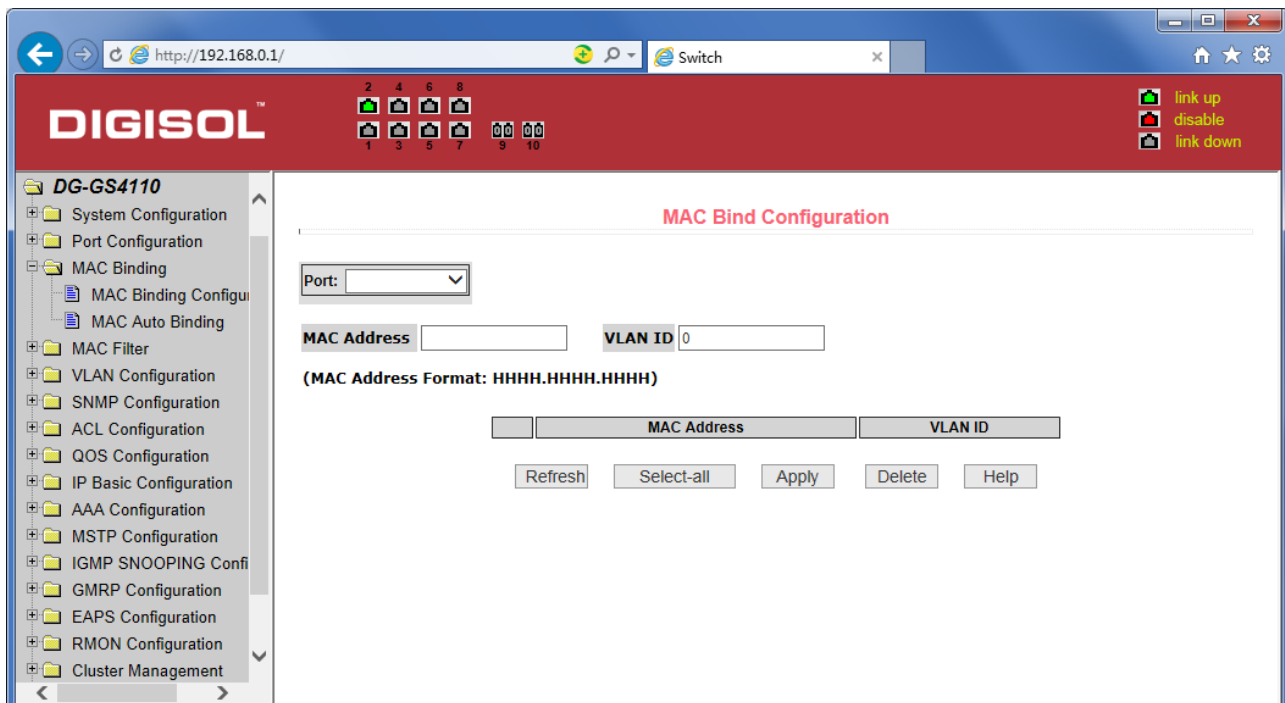 http://192.168.0.1/
Switch
DIGISOL™
2 4 6 8
1 3 5 7 9 10
link up
disable
link down
DG-GS4110
System Configuration
Port Configuration
MAC Binding
MAC Binding Configur
MAC Auto Binding
MAC Filter
VLAN Configuration
SNMP Configuration
ACL Configuration
QOS Configuration
IP Basic Configuration
AAA Configuration
MSTP Configuration
IGMP SNOOPING Confi
GMRP Configuration
EAPS Configuration
RMON Configuration
Cluster Management
MAC Bind Configuration
Port:
MAC Address
VLAN ID 0
(MAC Address Format: HHHH.HHHH.HHHH)
MAC Address VLAN ID
Refresh Select-all Apply Delete Help